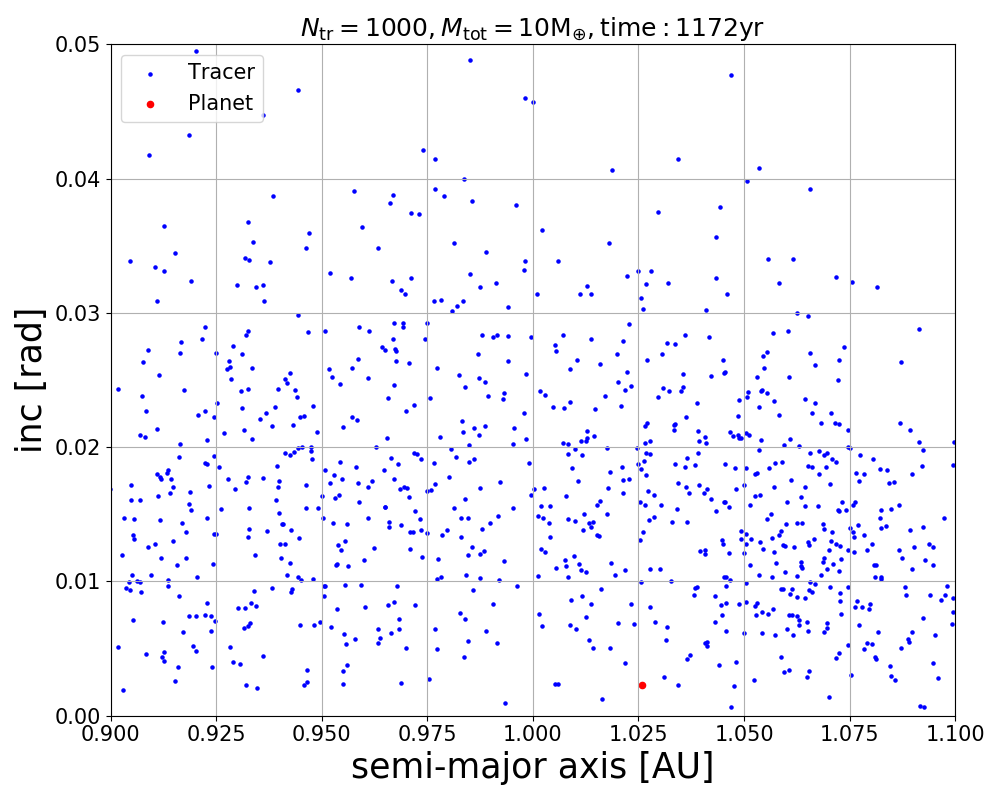 N_tr = 1000, M_tot = 10M_⊕, time : 1172yr
Tracer
Planet
0.05
0.04
0.03
0.02
0.01
0.00
inc [rad]
0.900 0.925 0.950 0.975 1.000 1.025 1.050 1.075 1.100
semi-major axis [AU]